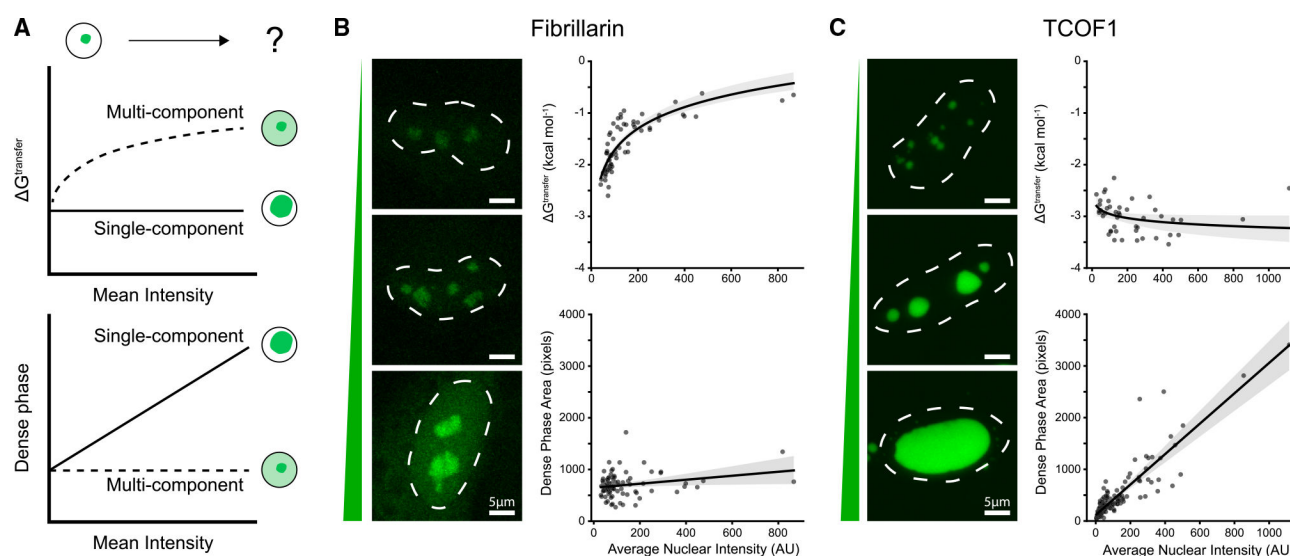 A
?
Multi-component
Single-component
ΔG^transfer
Mean Intensity
Single-component
Multi-component
Dense phase
Mean Intensity
B
Fibrillarin
5μm
0
-1
-2
-3
-4
ΔG^transfer (kcal mol⁻¹)
0 200 400 600 800
4000
3000
2000
1000
0
Dense Phase Area (pixels)
0 200 400 600 800
Average Nuclear Intensity (AU)
C
TCOF1
5μm
0
-1
-2
-3
-4
ΔG^transfer (kcal mol⁻¹)
0 200 400 600 800 1000
4000
3000
2000
1000
0
Dense Phase Area (pixels)
0 200 400 600 800 1000
Average Nuclear Intensity (AU)